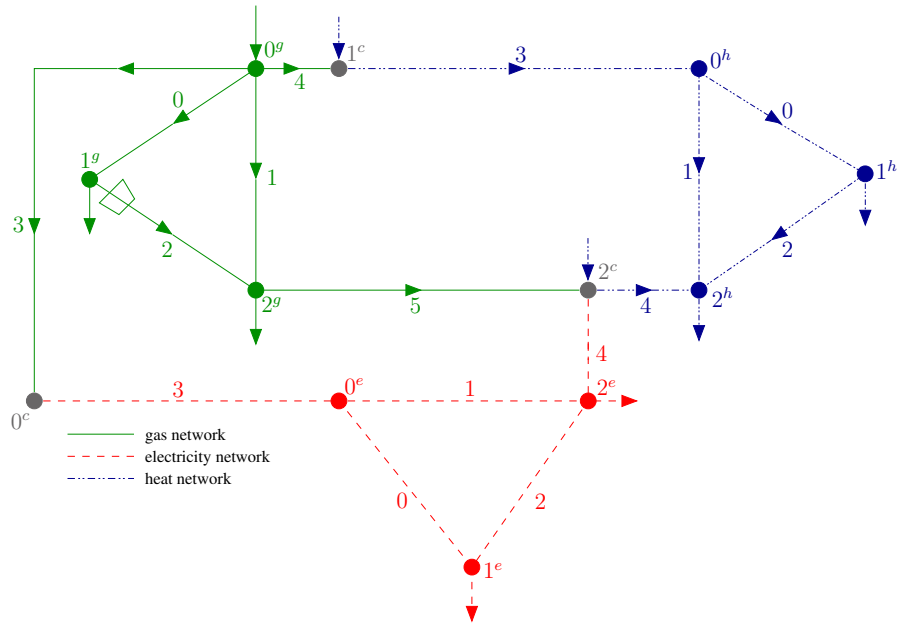 0^g
1^c
3
0^h
4
0
0
1^g
1
1
1^h
3
2
2
2^c
2^g
5
4
2^h
4
3
0^e
1
2^e
0^c
gas network
electricity network
heat network
0
2
1^e